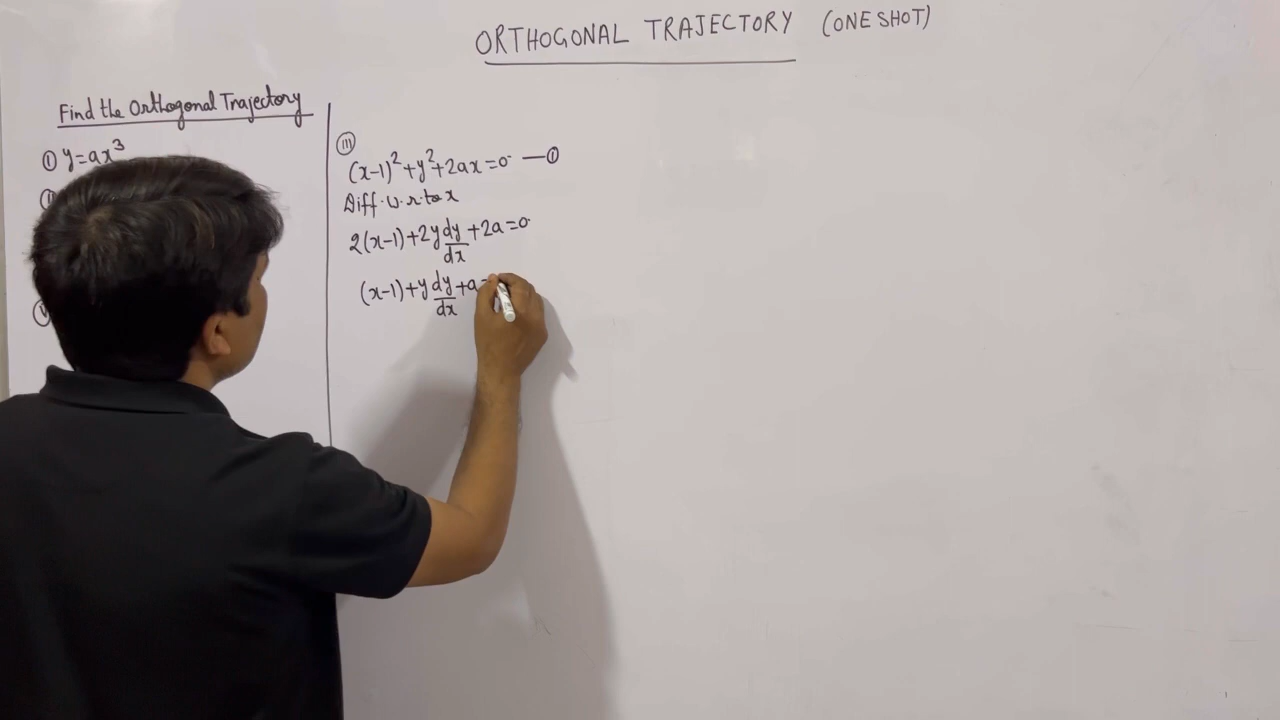 ORTHOGONAL TRAJECTORY (ONE SHOT)
Find the Orthogonal Trajectory
① y=ax³
(III)
(x-1)²+y²+2ax=0 —①
Diff. w.r.to x
2(x-1)+2y dy/dx +2a=0
(x-1)+y dy/dx +a